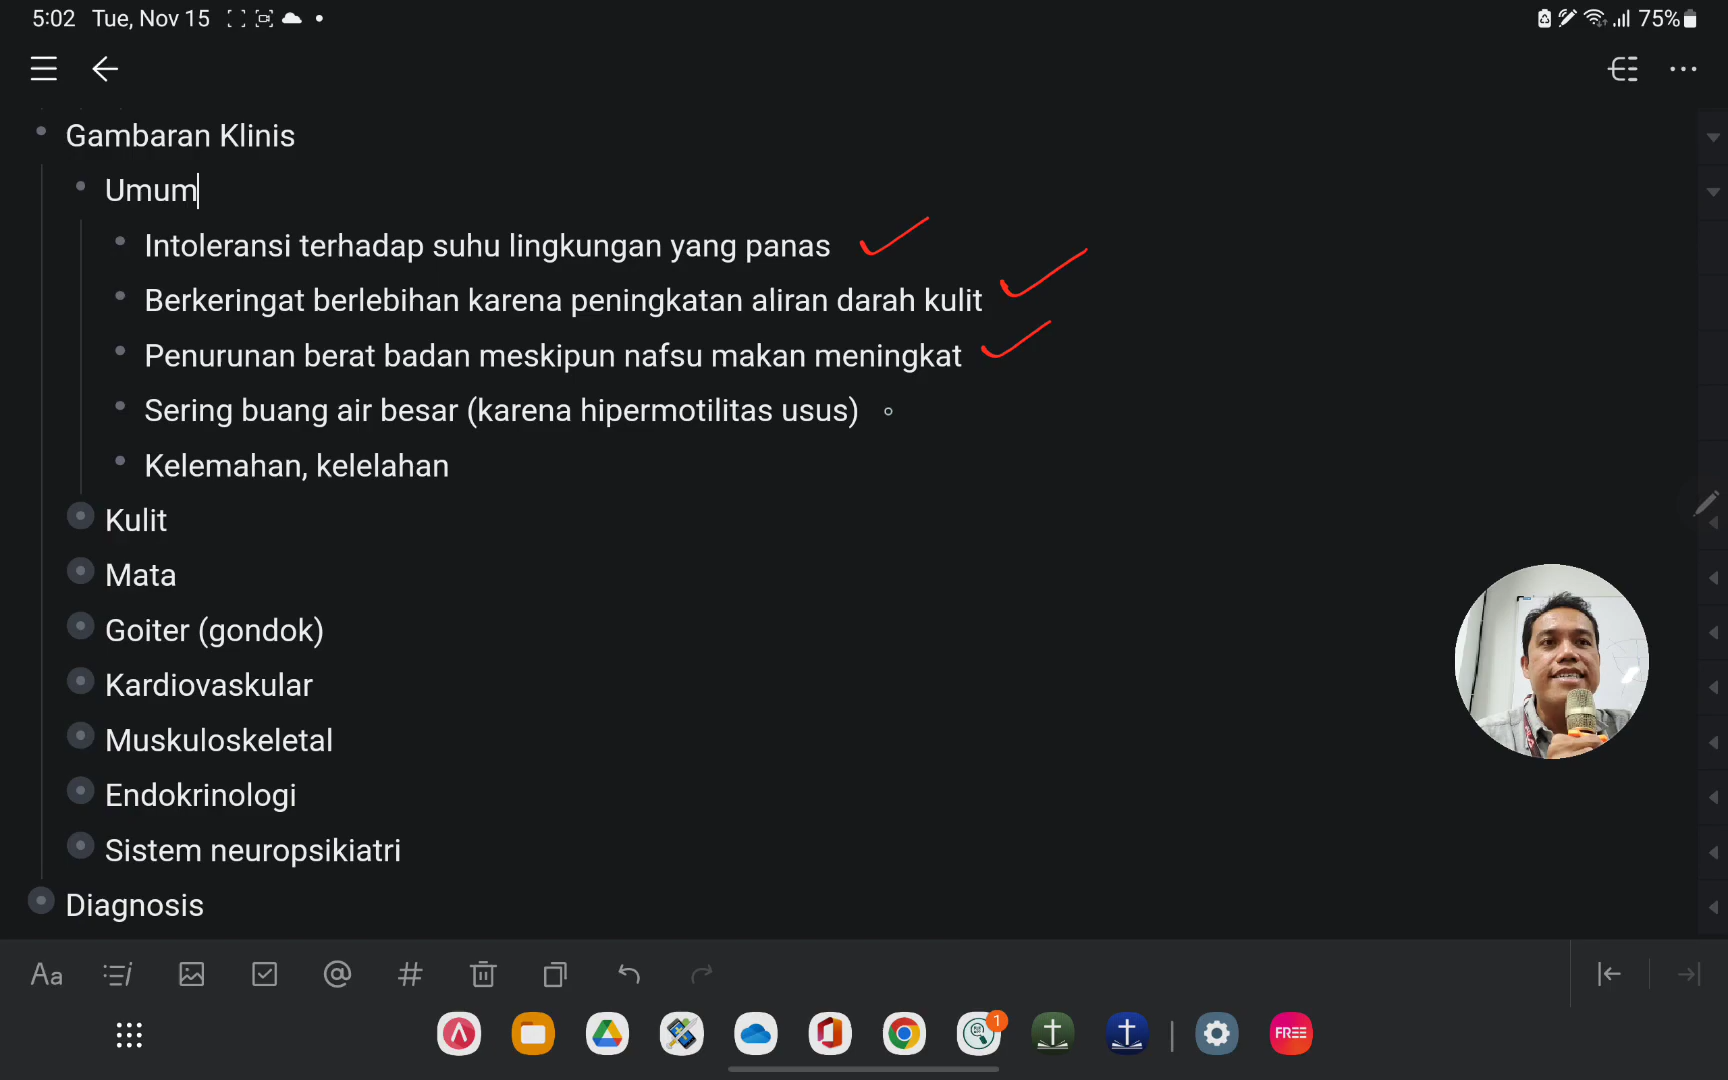 5:02 Tue, Nov 15 75%
Gambaran Klinis
Umum
Intoleransi terhadap suhu lingkungan yang panas
Berkeringat berlebihan karena peningkatan aliran darah kulit
Penurunan berat badan meskipun nafsu makan meningkat
Sering buang air besar (karena hipermotilitas usus)
Kelemahan, kelelahan
Kulit
Mata
Goiter (gondok)
Kardiovaskular
Muskuloskeletal
Endokrinologi
Sistem neuropsikiatri
Diagnosis
Aa @ #
1
FREE